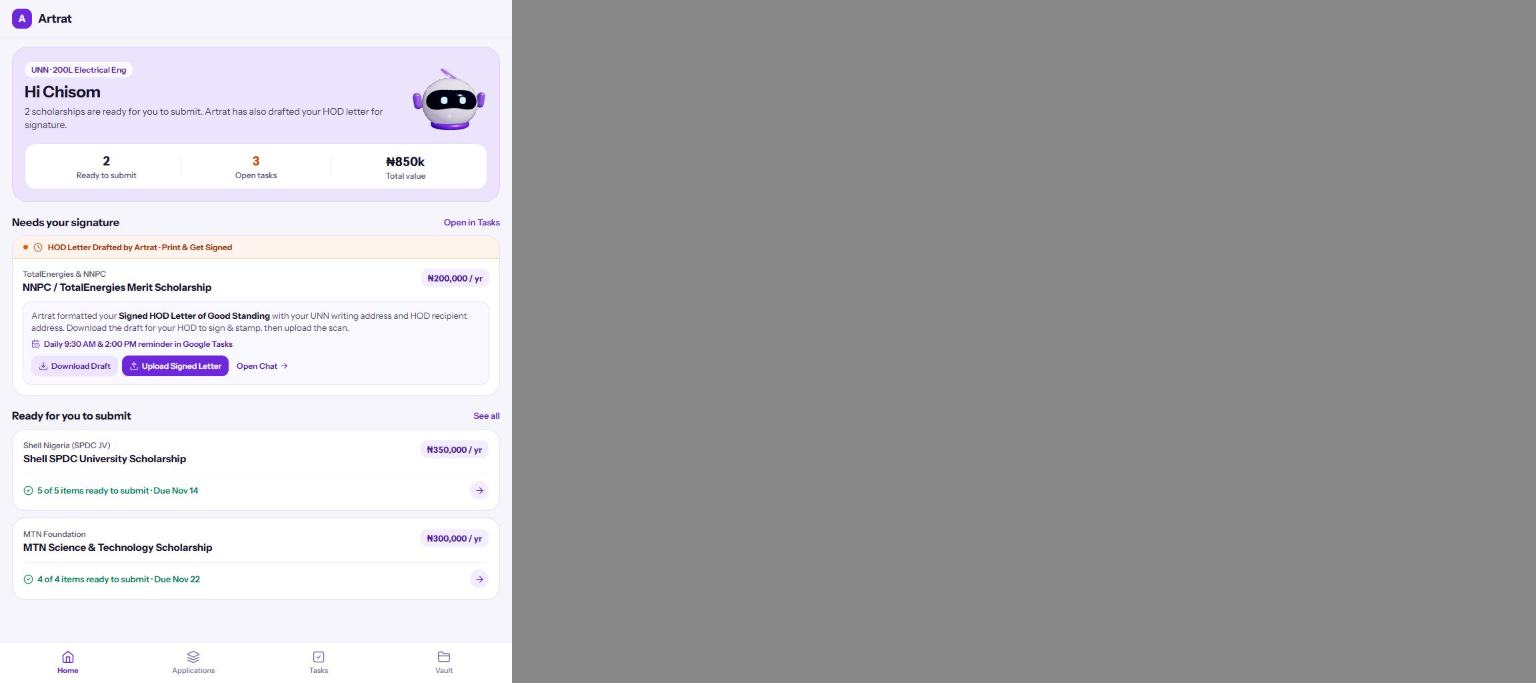 A Artrat
UNN · 200L Electrical Eng
Hi Chisom
2 scholarships are ready for you to submit. Artrat has also drafted your HOD letter for
signature.
2
Ready to submit
3
Open tasks
₦850k
Total value
Needs your signature
Open in Tasks
HOD Letter Drafted by Artrat · Print & Get Signed
TotalEnergies & NNPC
NNPC / TotalEnergies Merit Scholarship
₦200,000 / yr
Artrat formatted your Signed HOD Letter of Good Standing with your UNN writing address and HOD recipient
address. Download the draft for your HOD to sign & stamp, then upload the scan.
Daily 9:30 AM & 2:00 PM reminder in Google Tasks
Download Draft
Upload Signed Letter
Open Chat →
Ready for you to submit
See all
Shell Nigeria (SPDC JV)
Shell SPDC University Scholarship
₦350,000 / yr
5 of 5 items ready to submit · Due Nov 14
MTN Foundation
MTN Science & Technology Scholarship
₦300,000 / yr
4 of 4 items ready to submit · Due Nov 22
Home
Applications
Tasks
Vault